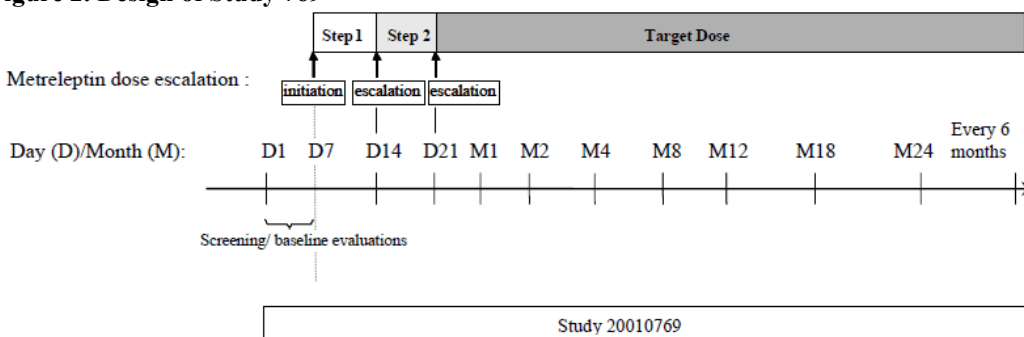 Step 1 Step 2 Target Dose
Metreleptin dose escalation :
initiation escalation escalation
Every 6
Day (D)/Month (M): D1 D7 D14 D21 M1 M2 M4 M8 M12 M18 M24 months
Screening/ baseline evaluations
Study 20010769